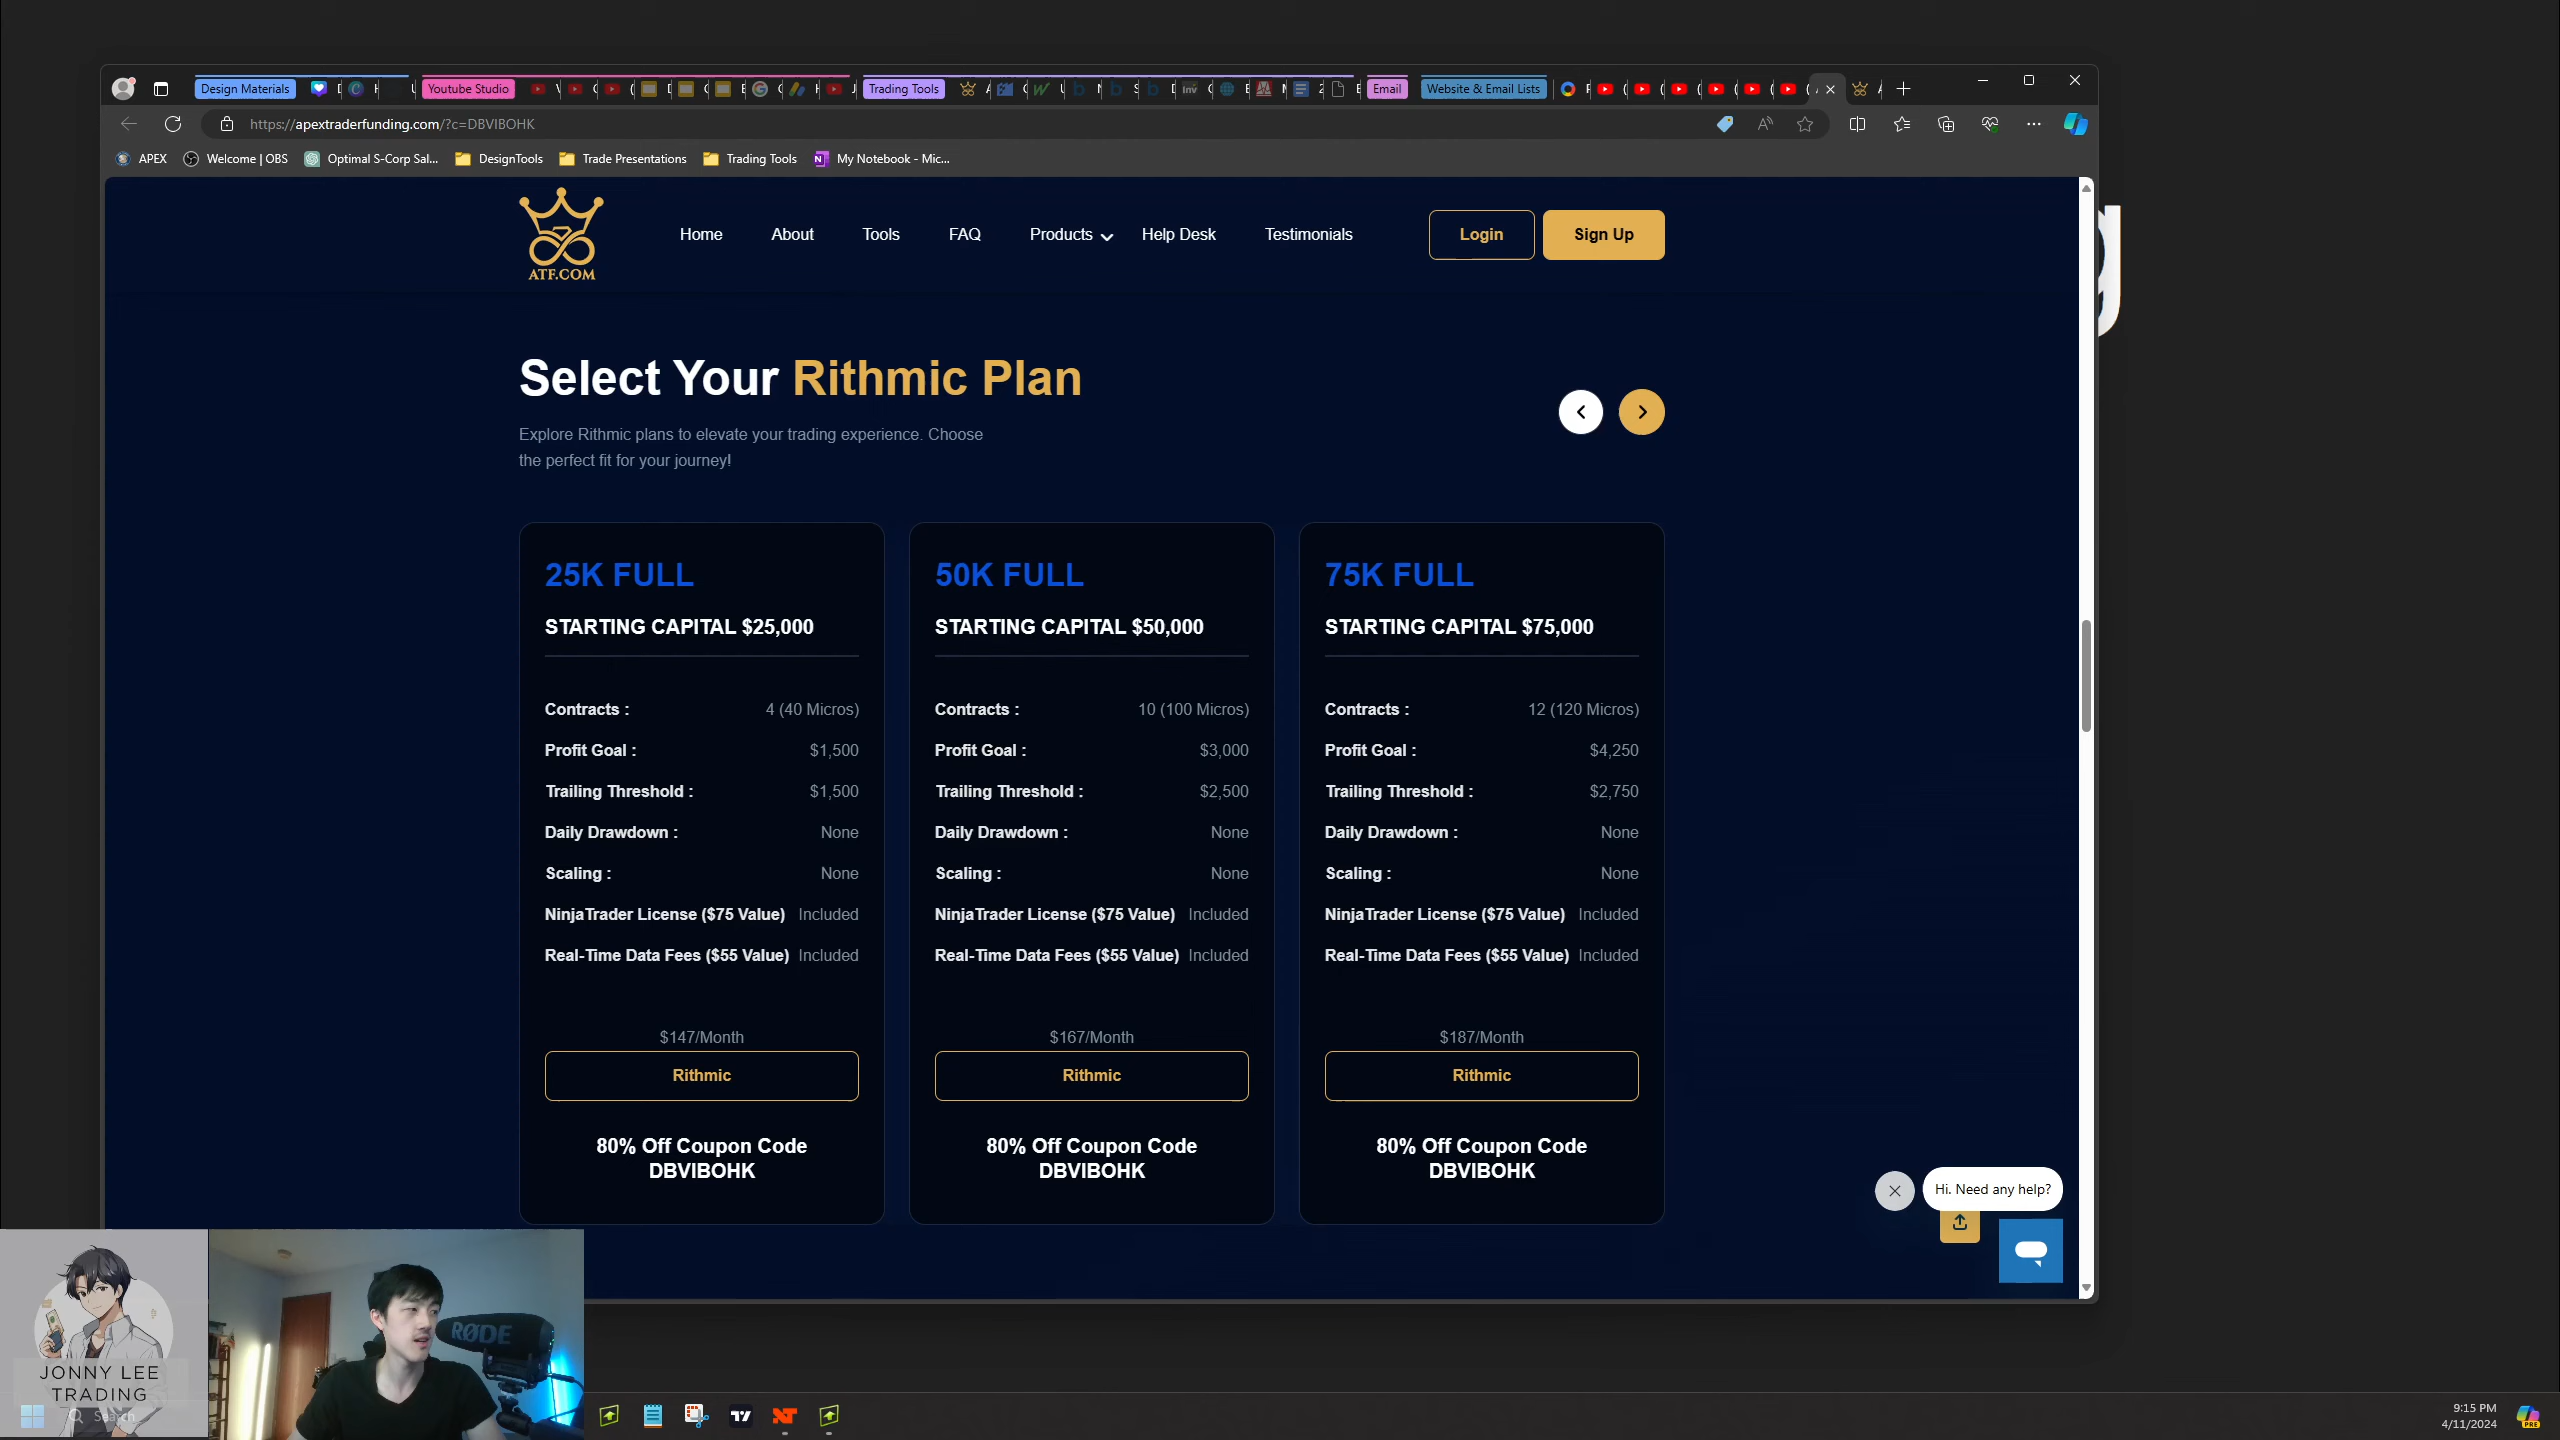 Design Materials
Youtube Studio
Trading Tools
Email
Website & Email Lists
https://apextraderfunding.com/?c=DBVIBOHK
APEX
Welcome | OBS
Optimal S-Corp Sal...
DesignTools
Trade Presentations
Trading Tools
My Notebook - Mic...
ATF.COM
Home
About
Tools
FAQ
Products
Help Desk
Testimonials
Login
Sign Up
g
Select Your Rithmic Plan
Explore Rithmic plans to elevate your trading experience. Choose
the perfect fit for your journey!
25K FULL
STARTING CAPITAL $25,000
Contracts : 4 (40 Micros)
Profit Goal : $1,500
Trailing Threshold : $1,500
Daily Drawdown : None
Scaling : None
NinjaTrader License ($75 Value) Included
Real-Time Data Fees ($55 Value) Included
$147/Month
Rithmic
80% Off Coupon Code
DBVIBOHK
50K FULL
STARTING CAPITAL $50,000
Contracts : 10 (100 Micros)
Profit Goal : $3,000
Trailing Threshold : $2,500
Daily Drawdown : None
Scaling : None
NinjaTrader License ($75 Value) Included
Real-Time Data Fees ($55 Value) Included
$167/Month
Rithmic
80% Off Coupon Code
DBVIBOHK
75K FULL
STARTING CAPITAL $75,000
Contracts : 12 (120 Micros)
Profit Goal : $4,250
Trailing Threshold : $2,750
Daily Drawdown : None
Scaling : None
NinjaTrader License ($75 Value) Included
Real-Time Data Fees ($55 Value) Included
$187/Month
Rithmic
80% Off Coupon Code
DBVIBOHK
Hi. Need any help?
RØDE
JONNY LEE
TRADING
Search
9:15 PM
4/11/2024
PRE